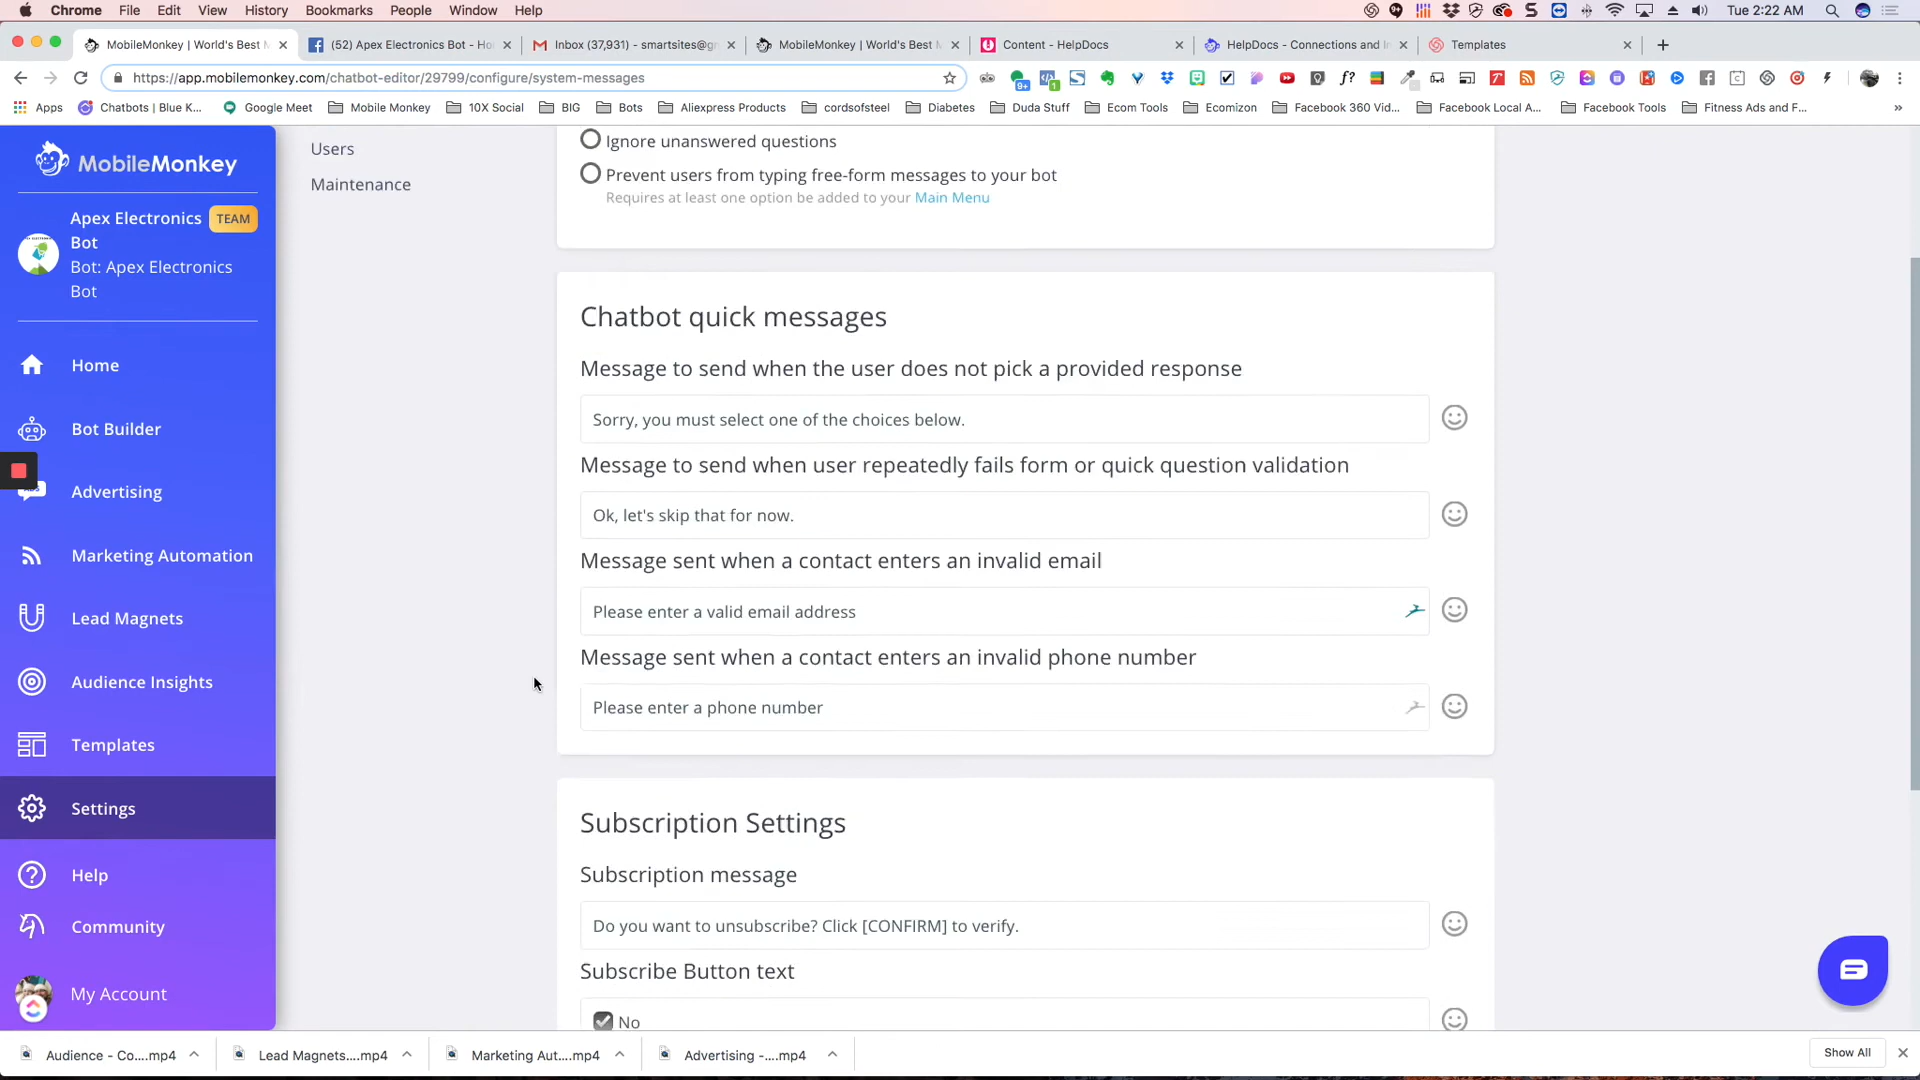 Chrome File Edit View History Bookmarks People Window Help Tue 2:22 AM
MobileMonkey | World's Best M
(52) Apex Electronics Bot - Ho
Inbox (37,931) - smartsites@gm
MobileMonkey | World's Best M
Content - HelpDocs
HelpDocs - Connections and In
Templates
https://app.mobilemonkey.com/chatbot-editor/29799/configure/system-messages
Apps Chatbots | Blue K... Google Meet Mobile Monkey 10X Social BIG Bots Aliexpress Products cordsofsteel Diabetes Duda Stuff Ecom Tools Ecomizon Facebook 360 Vid... Facebook Local A... Facebook Tools Fitness Ads and F... »
MobileMonkey
Apex Electronics Bot
TEAM
Bot: Apex Electronics
Bot
Home
Bot Builder
Advertising
Marketing Automation
Lead Magnets
Audience Insights
Templates
Settings
Help
Community
My Account
Users
Maintenance
Ignore unanswered questions
Prevent users from typing free-form messages to your bot
Requires at least one option be added to your Main Menu
Chatbot quick messages
Message to send when the user does not pick a provided response
Sorry, you must select one of the choices below.
Message to send when user repeatedly fails form or quick question validation
Ok, let's skip that for now.
Message sent when a contact enters an invalid email
Please enter a valid email address
Message sent when a contact enters an invalid phone number
Please enter a phone number
Subscription Settings
Subscription message
Do you want to unsubscribe? Click [CONFIRM] to verify.
Subscribe Button text
No
Audience - Co....mp4
Lead Magnets....mp4
Marketing Aut....mp4
Advertising -....mp4
Show All